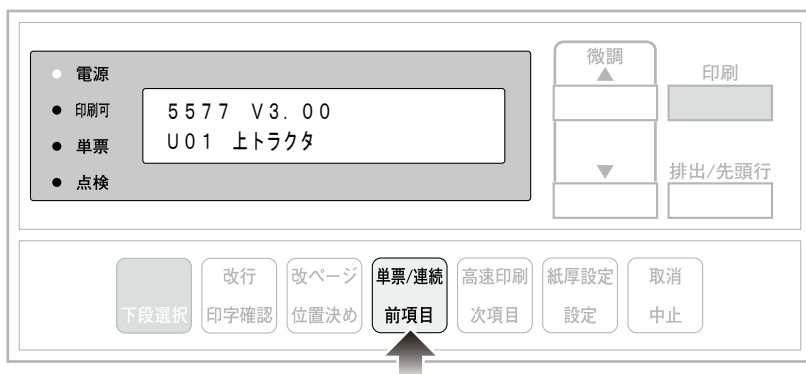 電源
印刷可
単票
点検
5577 V3.00
U01 上トラクタ
微調
▲
▼
印刷
排出/先頭行
下段選択
改行
印字確認
改ページ
位置決め
単票/連続
前項目
高速印刷
次項目
紙厚設定
設定
取消
中止